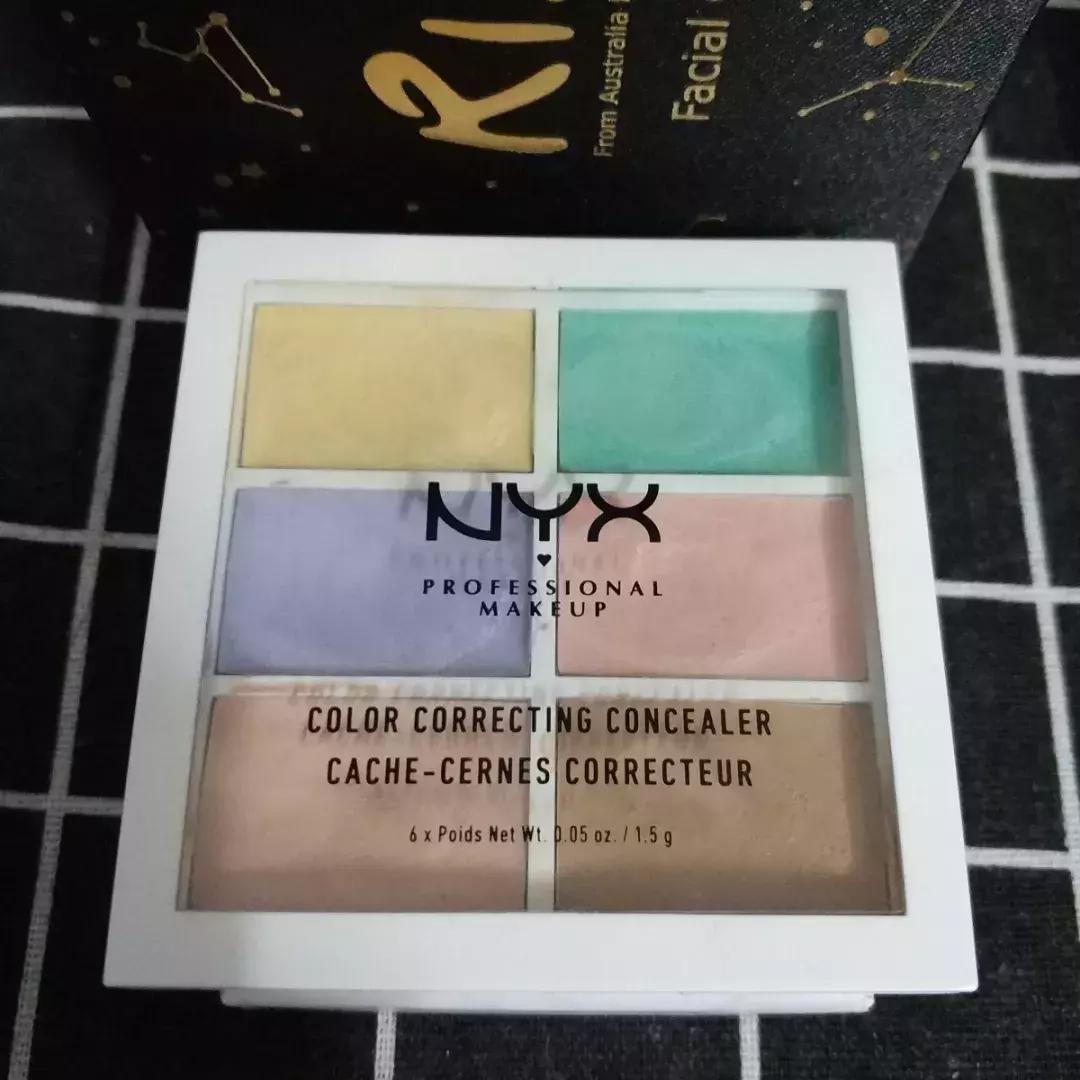 From Australia
Facial
NYX
PROFESSIONAL
MAKEUP
COLOR CORRECTING CONCEALER
CACHE-CERNES CORRECTEUR
6 x Poids Net Wt. 0.05 oz. / 1.5 g